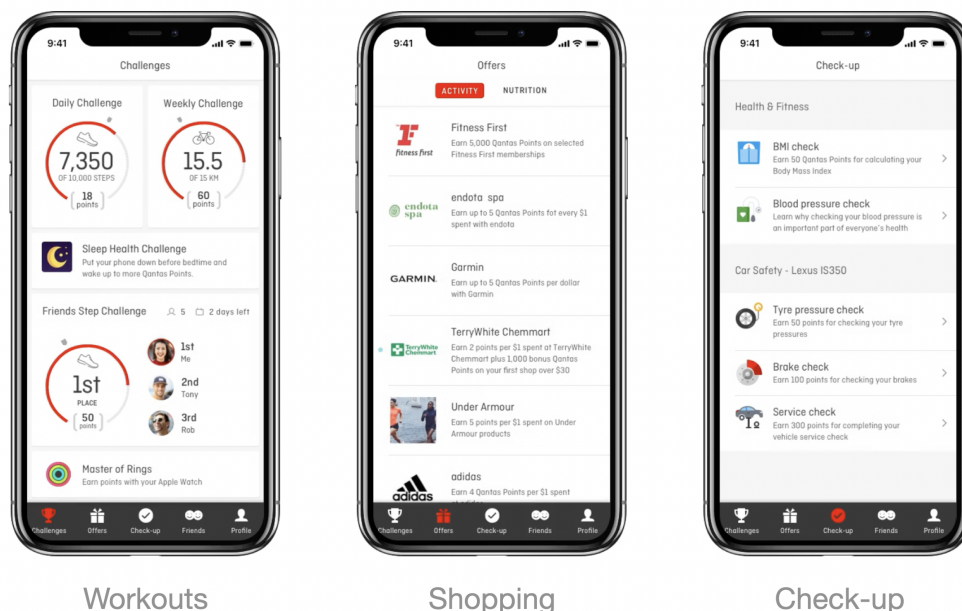 9:41
Challenges
Daily Challenge
7,350
OF 10,000 STEPS
18
points
Weekly Challenge
15.5
OF 15 KM
60
points
Sleep Health Challenge
Put your phone down before bedtime and
wake up to more Qantas Points.
Friends Step Challenge
5
2 days left
1st
PLACE
50
points
1st
Me
2nd
Tony
3rd
Rob
Master of Rings
Earn points with your Apple Watch
Challenges
Offers
Check-up
Friends
Profile
Workouts
9:41
Offers
ACTIVITY
NUTRITION
fitness first
Fitness First
Earn 5,000 Qantas Points on selected
Fitness First memberships
endota
spa
endota spa
Earn up to 5 Qantas Points fot every $1
spent with endota
GARMIN.
Garmin
Earn up to 5 Qantas Points per dollar
with Garmin
TerryWhite
Chemmart
TerryWhite Chemmart
Earn 2 points per $1 spent at TerryWhite
Chemmart plus 1,000 bonus Qantas
Points on your first shop over $30
Under Armour
Earn 5 points per $1 spent on Under
Armour products
adidas
adidas
Earn 4 Qantas Points per $1 spent
at adidas
Challenges
Offers
Check-up
Friends
Profile
Shopping
9:41
Check-up
Health & Fitness
BMI check
Earn 50 Qantas Points for calculating your
Body Mass Index
Blood pressure check
Learn why checking your blood pressure is
an important part of everyone's health
Car Safety - Lexus IS350
Tyre pressure check
Earn 50 points for checking your tyre
pressures
Brake check
Earn 100 points for checking your brakes
Service check
Earn 300 points for completing your
vehicle service check
Challenges
Offers
Check-up
Friends
Profile
Check-up